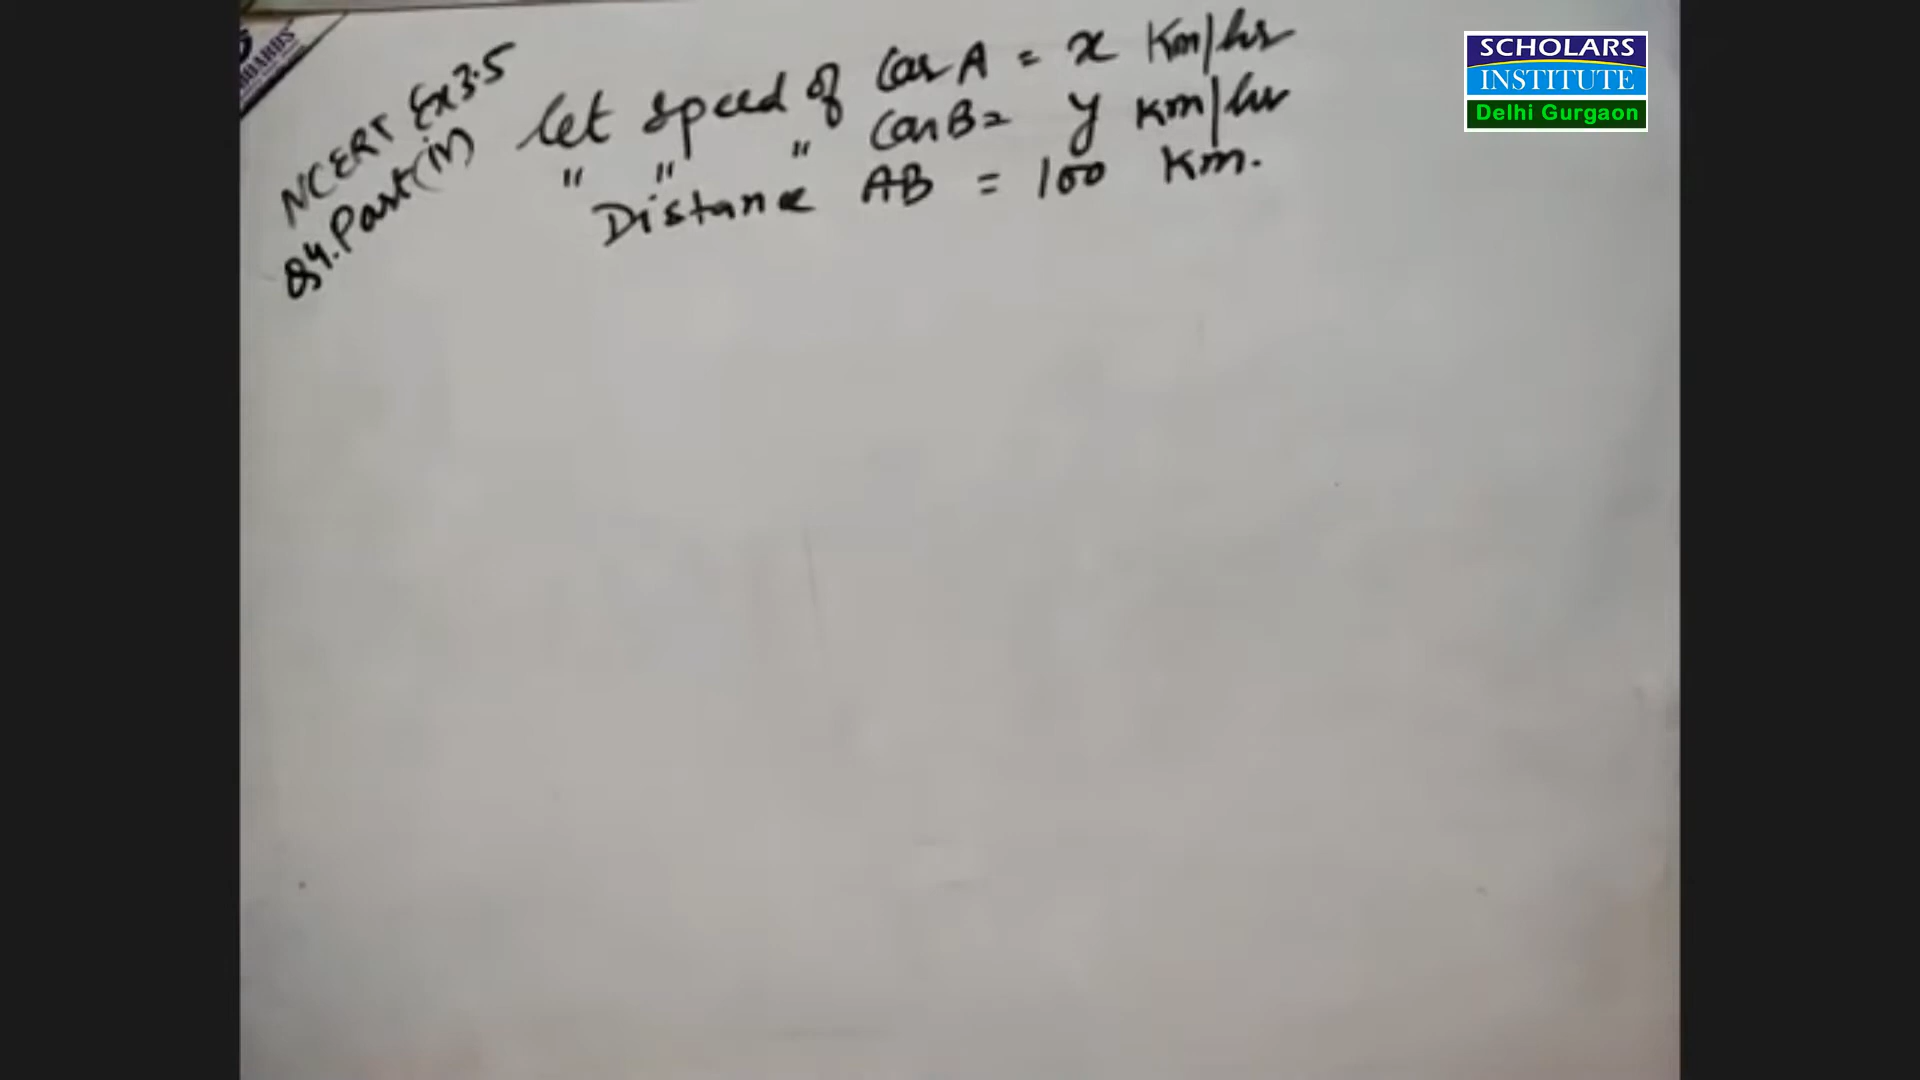 NCERT Ex 3.5
Q4. Part (iv)
Let speed of Car A = x Km/hr
" " " Car B = y Km/hr
Distance AB = 100 Km.
SCHOLARS
INSTITUTE
Delhi Gurgaon